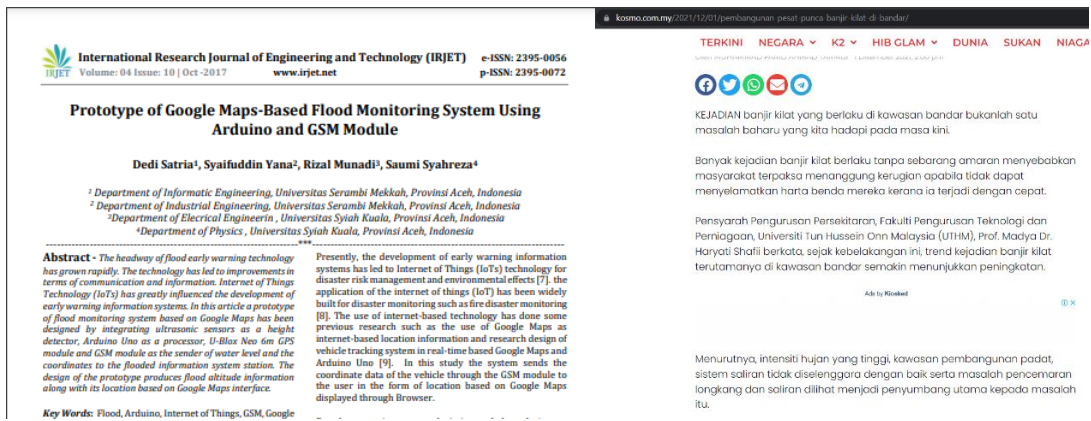 International Research Journal of Engineering and Technology (IRJET)
e-ISSN: 2395-0056
IRJET
Volume: 04 Issue: 10 | Oct -2017
www.irjet.net
p-ISSN: 2395-0072
Prototype of Google Maps-Based Flood Monitoring System Using
Arduino and GSM Module
Dedi Satria¹, Syaifuddin Yana², Rizal Munadi³, Saumi Syahreza⁴
¹ Department of Informatic Engineering, Universitas Serambi Mekkah, Provinsi Aceh, Indonesia
² Department of Industrial Engineering, Universitas Serambi Mekkah, Provinsi Aceh, Indonesia
³Department of Elecrical Engineerin , Universitas Syiah Kuala, Provinsi Aceh, Indonesia
⁴Department of Physics , Universitas Syiah Kuala, Provinsi Aceh, Indonesia
---------------------------------------------------------------------***---------------------------------------------------------------------
Abstract - The headway of flood early warning technology
has grown rapidly. The technology has led to improvements in
terms of communication and information. Internet of Things
Technology (IoTs) has greatly influenced the development of
early warning information systems. In this article a prototype
of flood monitoring system based on Google Maps has been
designed by integrating ultrasonic sensors as a height
detector, Arduino Uno as a processor, U-Blox Neo 6m GPS
module and GSM module as the sender of water level and the
coordinates to the flooded information system station. The
design of the prototype produces flood altitude information
along with its location based on Google Maps interface.
Key Words: Flood, Arduino, Internet of Things, GSM, Google
Presently, the development of early warning information
systems has led to Internet of Things (IoTs) technology for
disaster risk management and environmental effects [7]. the
application of the internet of things (IoT) has been widely
built for disaster monitoring such as fire disaster monitoring
[8]. The use of internet-based technology has done some
previous research such as the use of Google Maps as
internet-based location information and research design of
vehicle tracking system in real-time based Google Maps and
Arduino Uno [9]. In this study the system sends the
coordinate data of the vehicle through the GSM module to
the user in the form of location based on Google Maps
displayed through Browser.
kosmo.com.my/2021/12/01/pembangunan-pesat-punca-banjir-kilat-di-bandar/
TERKINI NEGARA K2 HIB GLAM DUNIA SUKAN NIAGA
KEJADIAN banjir kilat yang berlaku di kawasan bandar bukanlah satu
masalah baharu yang kita hadapi pada masa kini.
Banyak kejadian banjir kilat berlaku tanpa sebarang amaran menyebabkan
masyarakat terpaksa menanggung kerugian apabila tidak dapat
menyelamatkan harta benda mereka kerana ia terjadi dengan cepat.
Pensyarah Pengurusan Persekitaran, Fakulti Pengurusan Teknologi dan
Perniagaan, Universiti Tun Hussein Onn Malaysia (UTHM), Prof. Madya Dr.
Haryati Shafii berkata, sejak kebelakangan ini, trend kejadian banjir kilat
terutamanya di kawasan bandar semakin menunjukkan peningkatan.
Ads by Kiosked
Menurutnya, intensiti hujan yang tinggi, kawasan pembangunan padat,
sistem saliran tidak diselenggara dengan baik serta masalah pencemaran
longkang dan saliran dilihat menjadi penyumbang utama kepada masalah
itu.